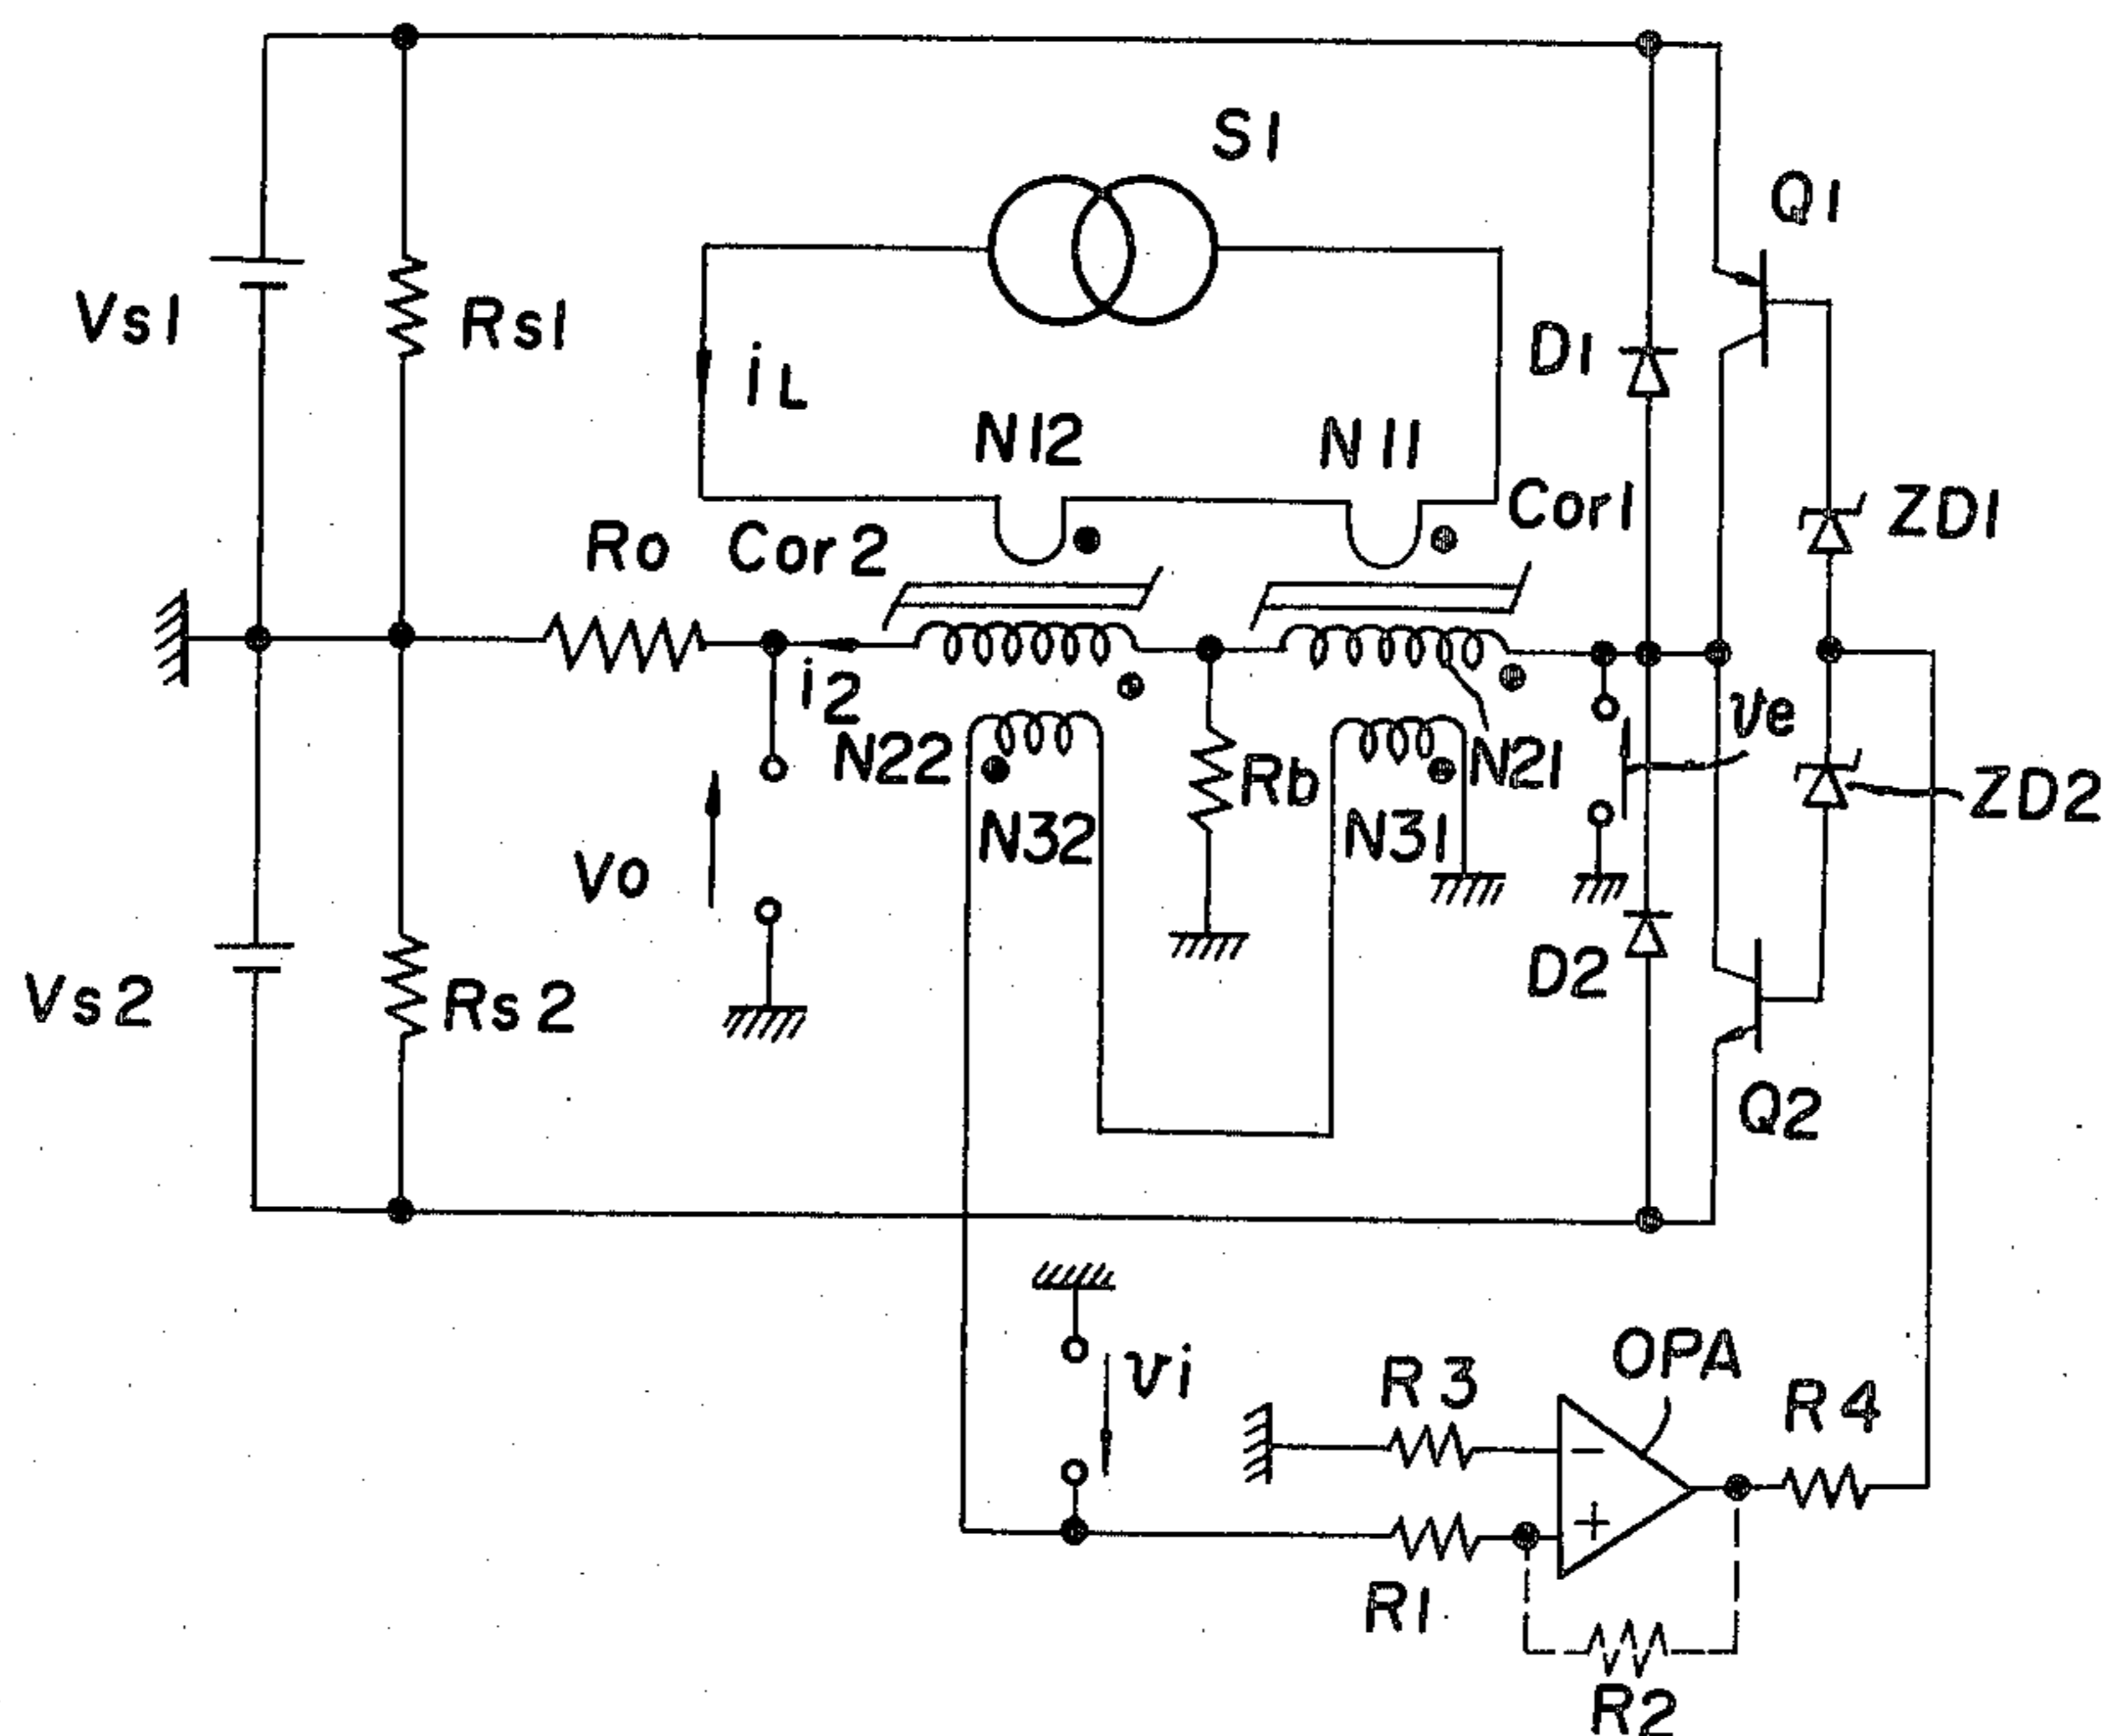 S1
Q1
Vs1
Rs1
D1
iL
N12
N11
Cor1
ZD1
Ro
Cor2
i2
N22
Rb
N21
ve
ZD2
Vo
N32
N31
Vs2
Rs2
D2
Q2
vi
R3
OPA
R4
−
+
R1
R2